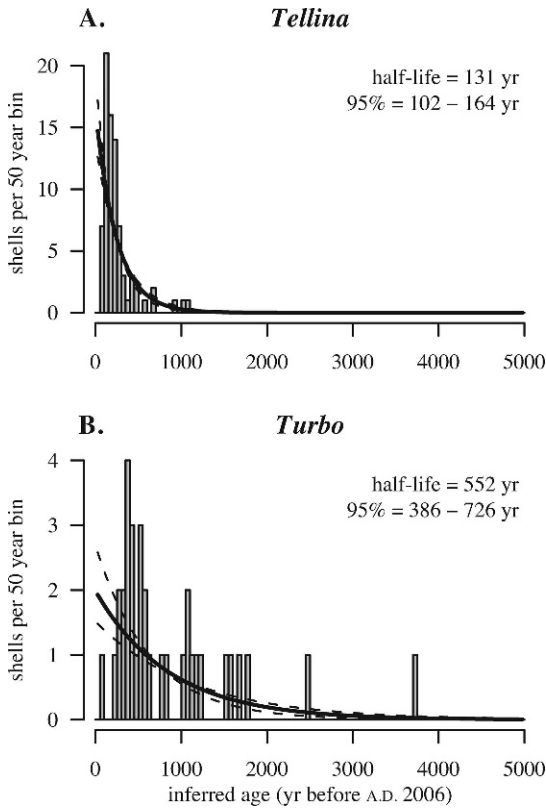 A. Tellina
half-life = 131 yr
95% = 102 – 164 yr
shells per 50 year bin
20
15
10
5
0
0 1000 2000 3000 4000 5000
B. Turbo
half-life = 552 yr
95% = 386 – 726 yr
shells per 50 year bin
4
3
2
1
0
0 1000 2000 3000 4000 5000
inferred age (yr before A.D. 2006)